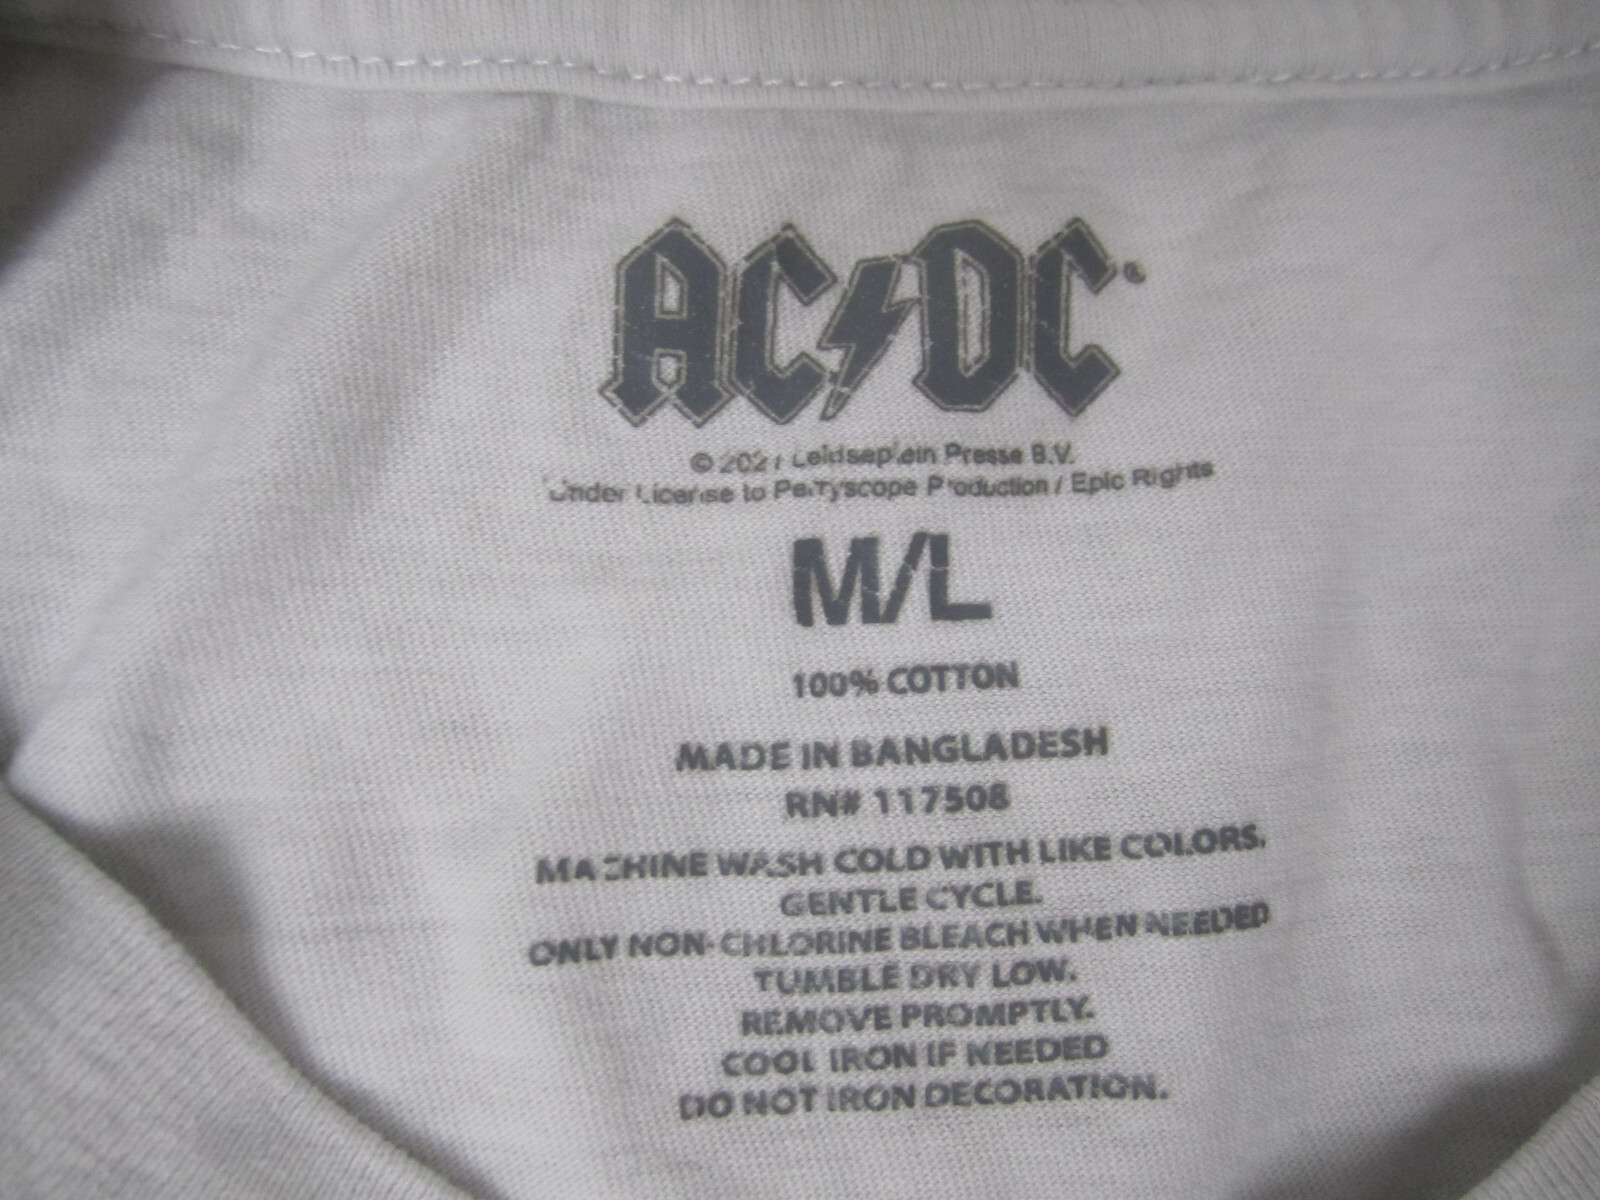 AC⚡DC®
© 2021 Leidseplein Presse B.V.
Under License to Perryscope Production / Epic Rights
M/L
100% COTTON
MADE IN BANGLADESH
RN# 117508
MACHINE WASH COLD WITH LIKE COLORS.
GENTLE CYCLE.
ONLY NON-CHLORINE BLEACH WHEN NEEDED
TUMBLE DRY LOW.
REMOVE PROMPTLY.
COOL IRON IF NEEDED
DO NOT IRON DECORATION.